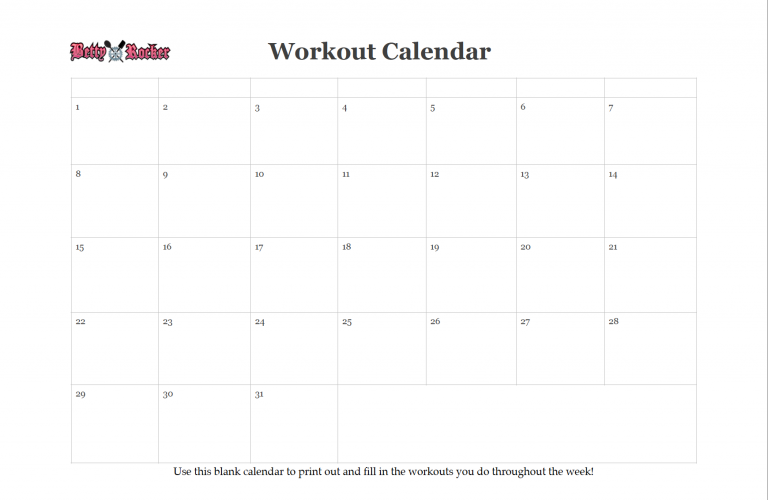 Betty Rocker
Workout Calendar
1 2 3 4 5 6 7
8 9 10 11 12 13 14
15 16 17 18 19 20 21
22 23 24 25 26 27 28
29 30 31
Use this blank calendar to print out and fill in the workouts you do throughout the week!